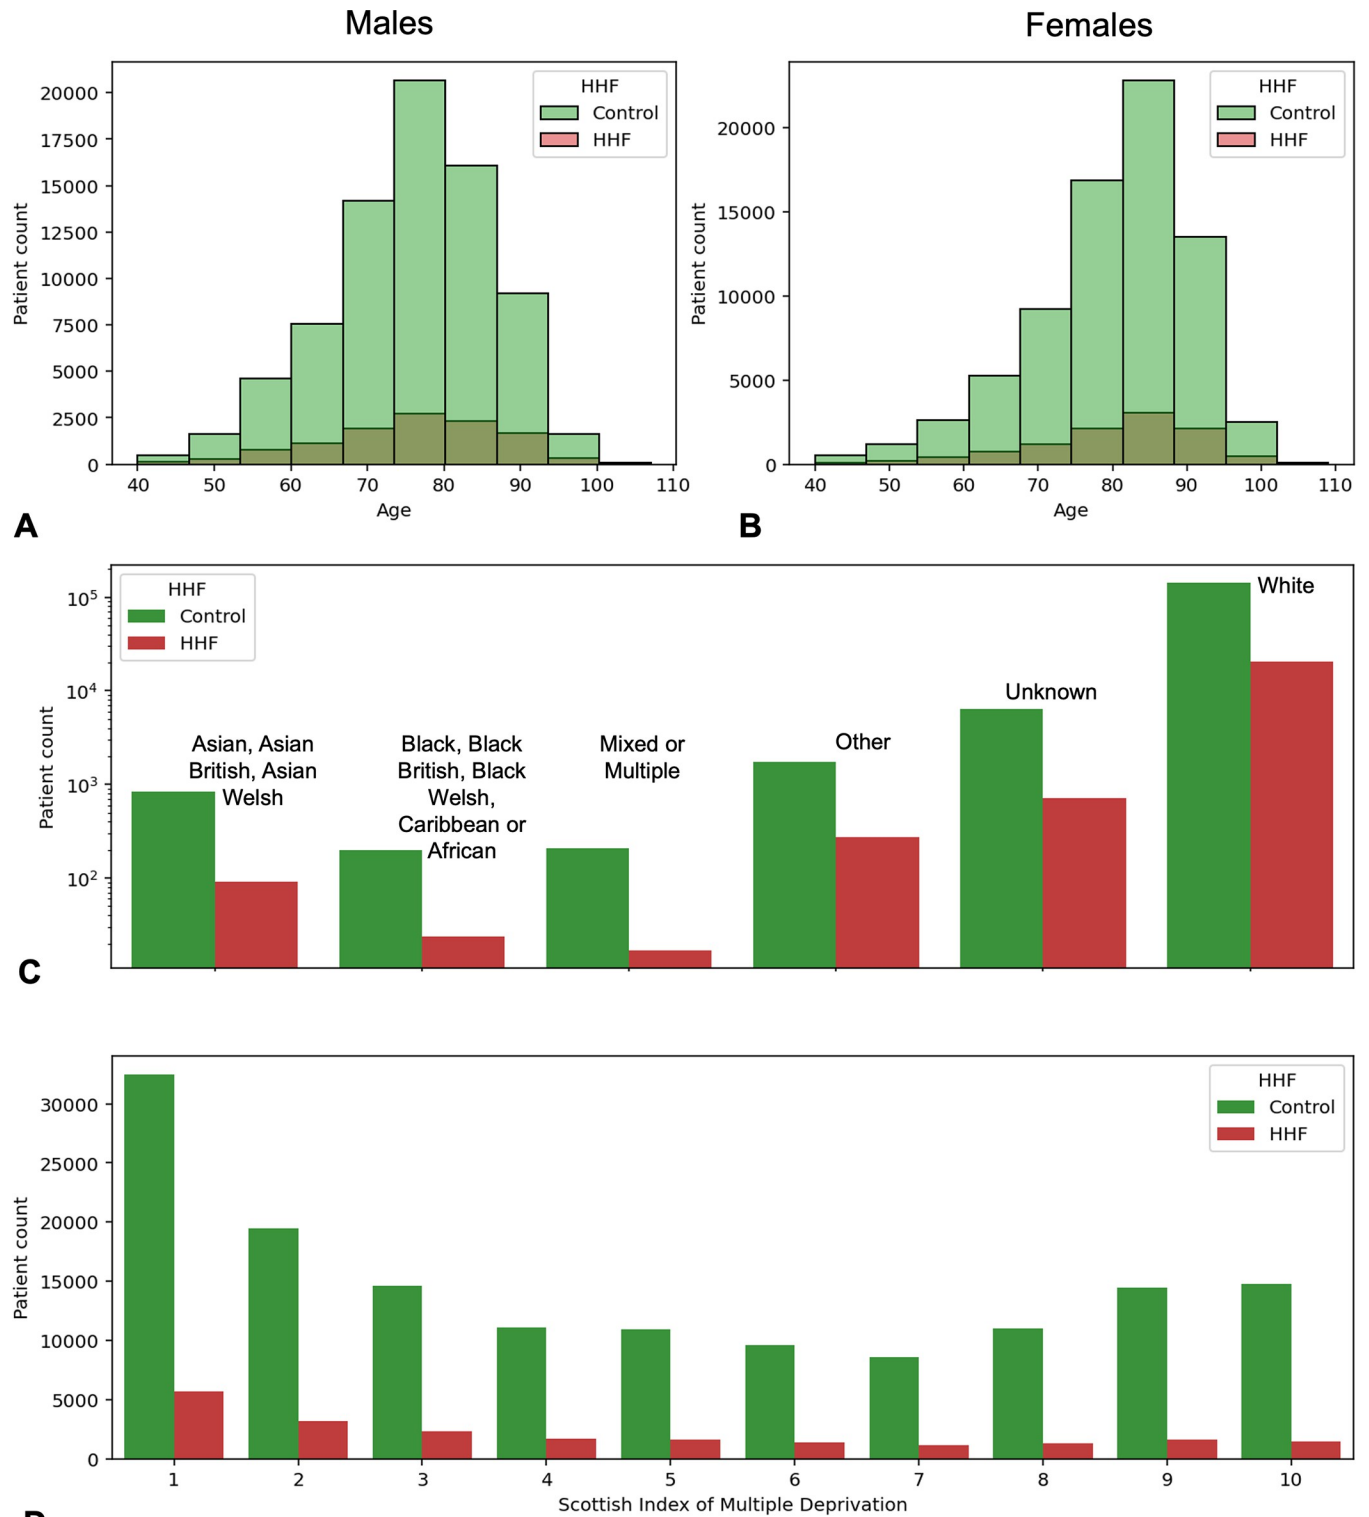 Males
Females
20000
17500
15000
12500
10000
7500
5000
2500
0
Patient count
40 50 60 70 80 90 100 110
Age
HHF
Control
HHF
A
20000
15000
10000
5000
0
Patient count
40 50 60 70 80 90 100 110
Age
HHF
Control
HHF
B
HHF
Control
HHF
10⁵
10⁴
10³
10²
Patient count
Asian, Asian
British, Asian
Welsh
Black, Black
British, Black
Welsh,
Caribbean or
African
Mixed or
Multiple
Other
Unknown
White
C
HHF
Control
HHF
30000
25000
20000
15000
10000
5000
0
Patient count
1 2 3 4 5 6 7 8 9 10
Scottish Index of Multiple Deprivation